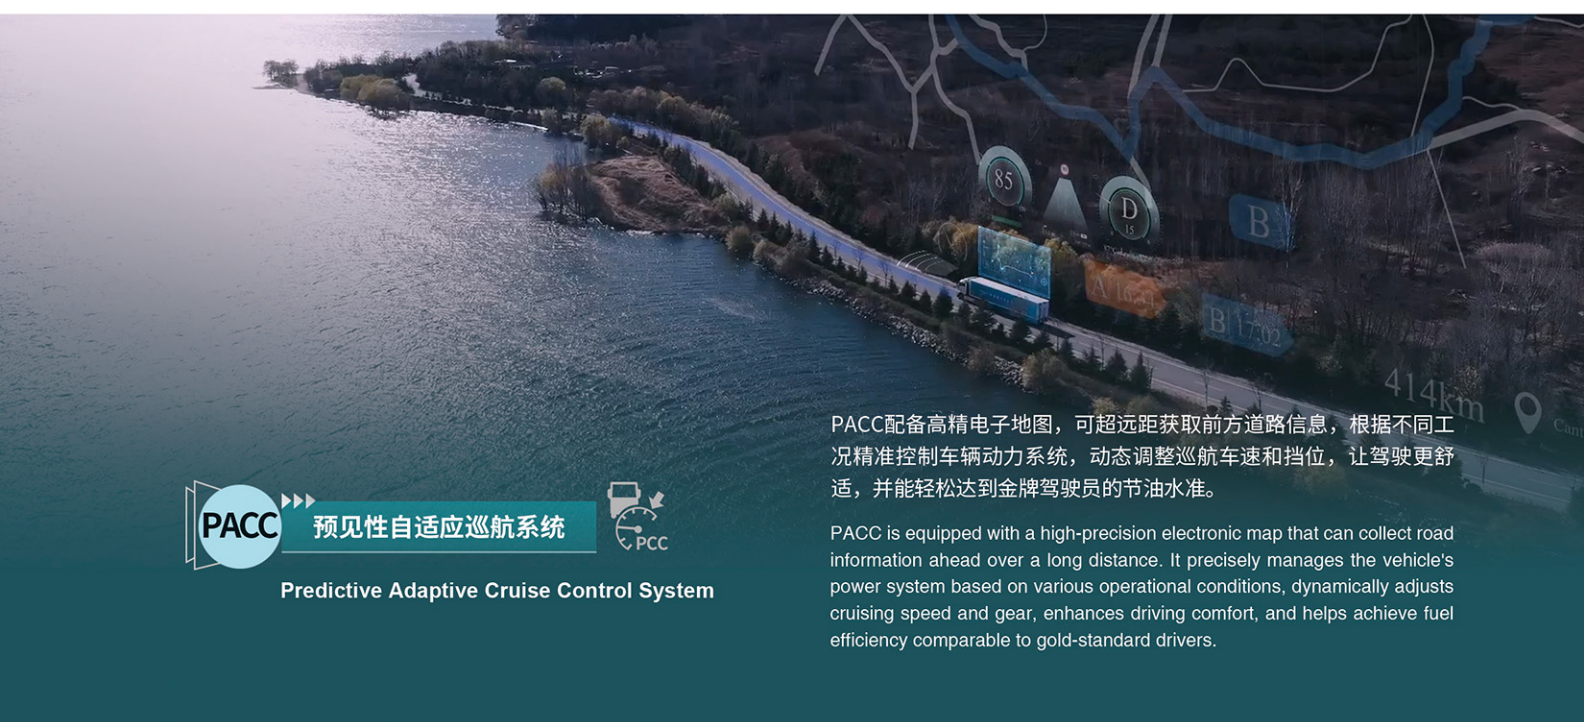 85
D
15
B
A 16:41
B 17:02
414km
PACC配备高精电子地图，可超远距获取前方道路信息，根据不同工
况精准控制车辆动力系统，动态调整巡航车速和挡位，让驾驶更舒
适，并能轻松达到金牌驾驶员的节油水准。
PACC
预见性自适应巡航系统
PCC
Predictive Adaptive Cruise Control System
PACC is equipped with a high-precision electronic map that can collect road
information ahead over a long distance. It precisely manages the vehicle's
power system based on various operational conditions, dynamically adjusts
cruising speed and gear, enhances driving comfort, and helps achieve fuel
efficiency comparable to gold-standard drivers.